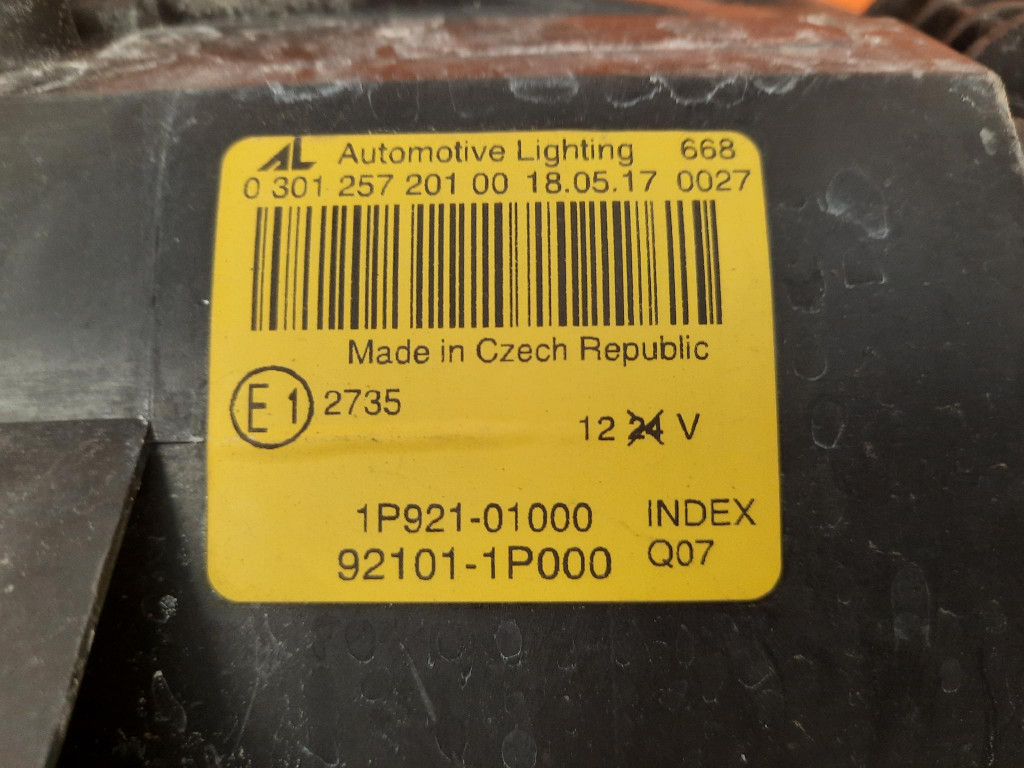 AL Automotive Lighting 668
0 301 257 201 00 18.05.17 0027
Made in Czech Republic
E1 2735
12 24 V
1P921-01000 INDEX
92101-1P000 Q07